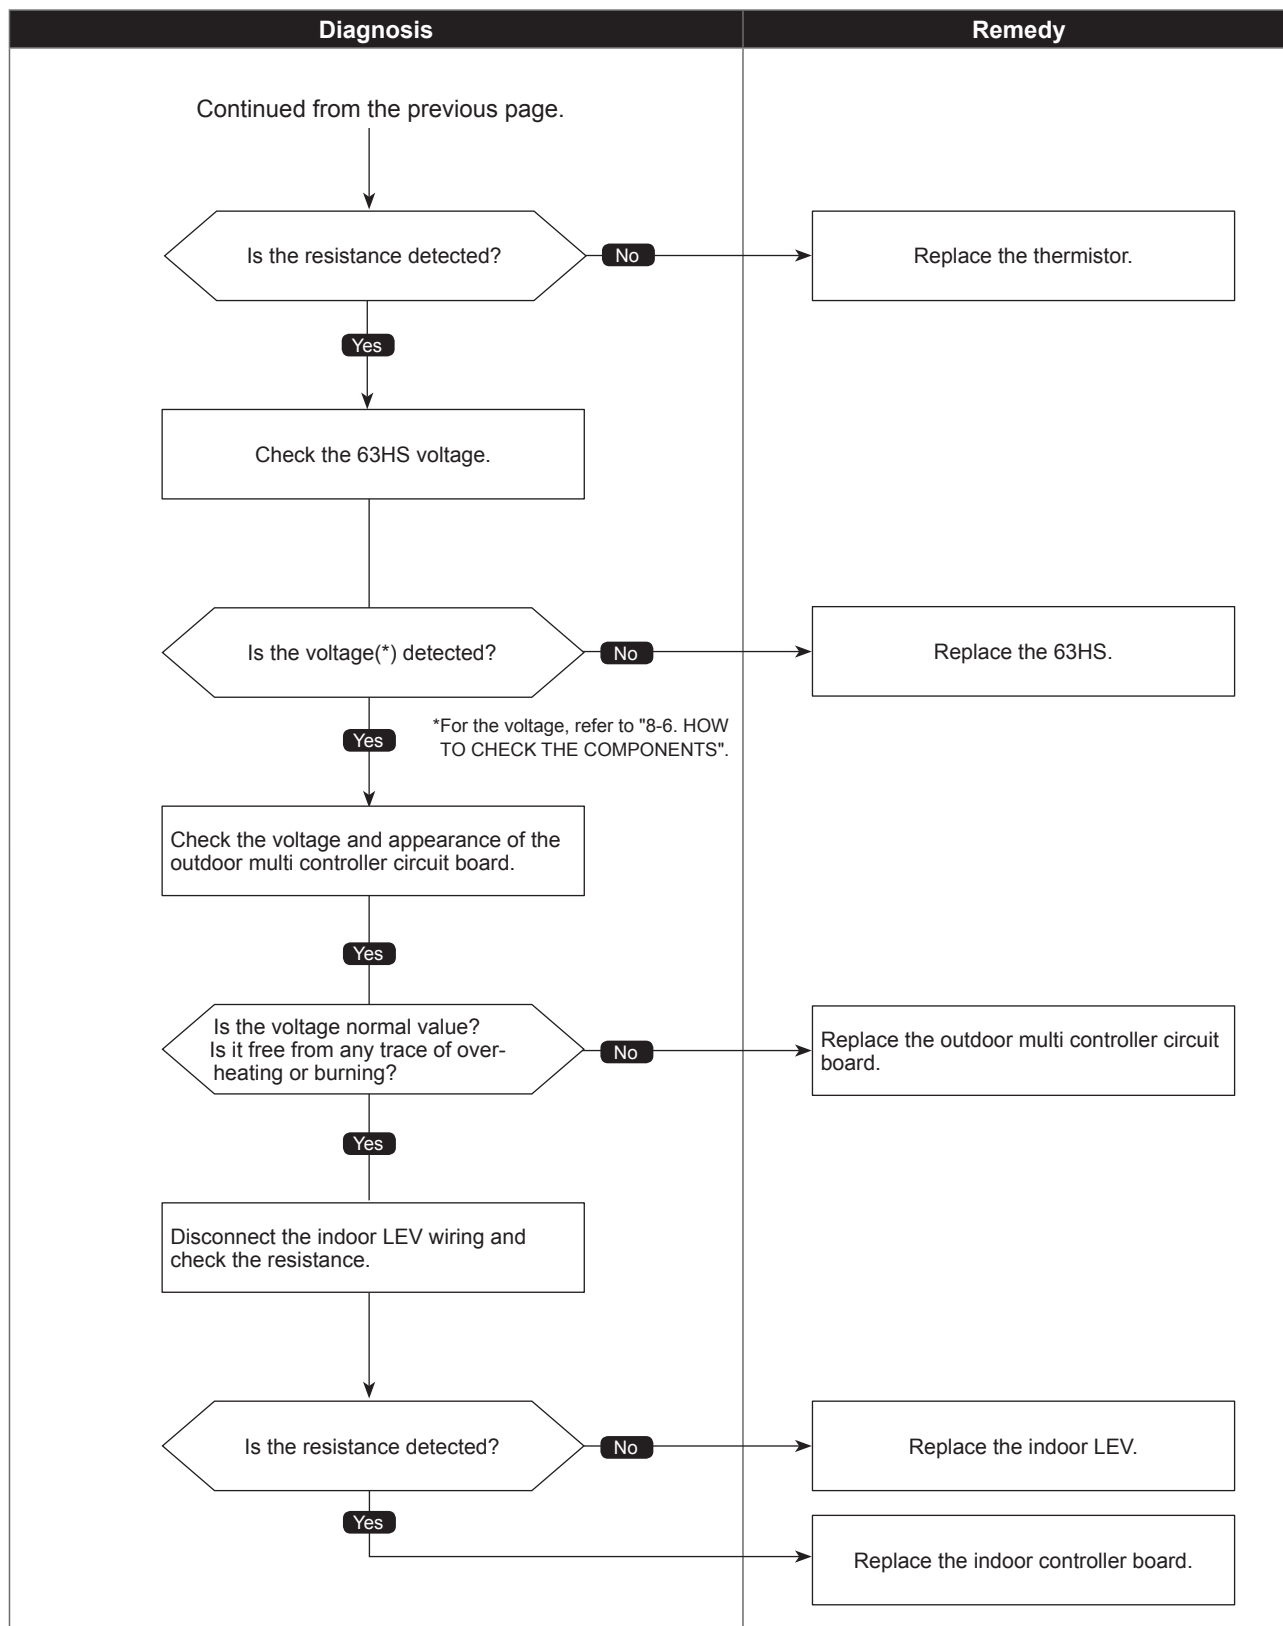 Diagnosis
Remedy
Continued from the previous page.
Is the resistance detected?
No
Replace the thermistor.
Yes
Check the 63HS voltage.
Is the voltage(*) detected?
No
Replace the 63HS.
Yes
*For the voltage, refer to "8-6. HOW
TO CHECK THE COMPONENTS".
Check the voltage and appearance of the
outdoor multi controller circuit board.
Yes
Is the voltage normal value?
Is it free from any trace of over-
heating or burning?
No
Replace the outdoor multi controller circuit
board.
Yes
Disconnect the indoor LEV wiring and
check the resistance.
Is the resistance detected?
No
Replace the indoor LEV.
Yes
Replace the indoor controller board.